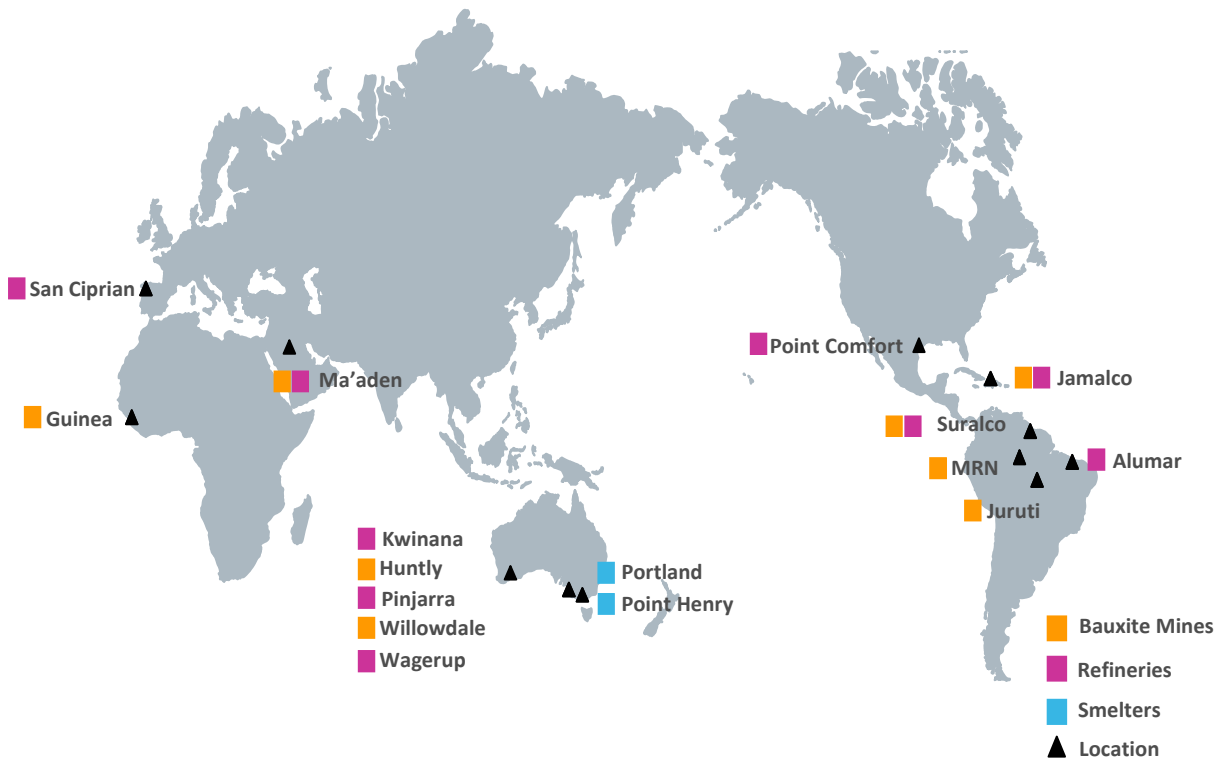 San Ciprian
Ma’aden
Guinea
Point Comfort
Jamalco
Suralco
MRN
Alumar
Juruti
Kwinana
Huntly
Pinjarra
Willowdale
Wagerup
Portland
Point Henry
Bauxite Mines
Refineries
Smelters
Location